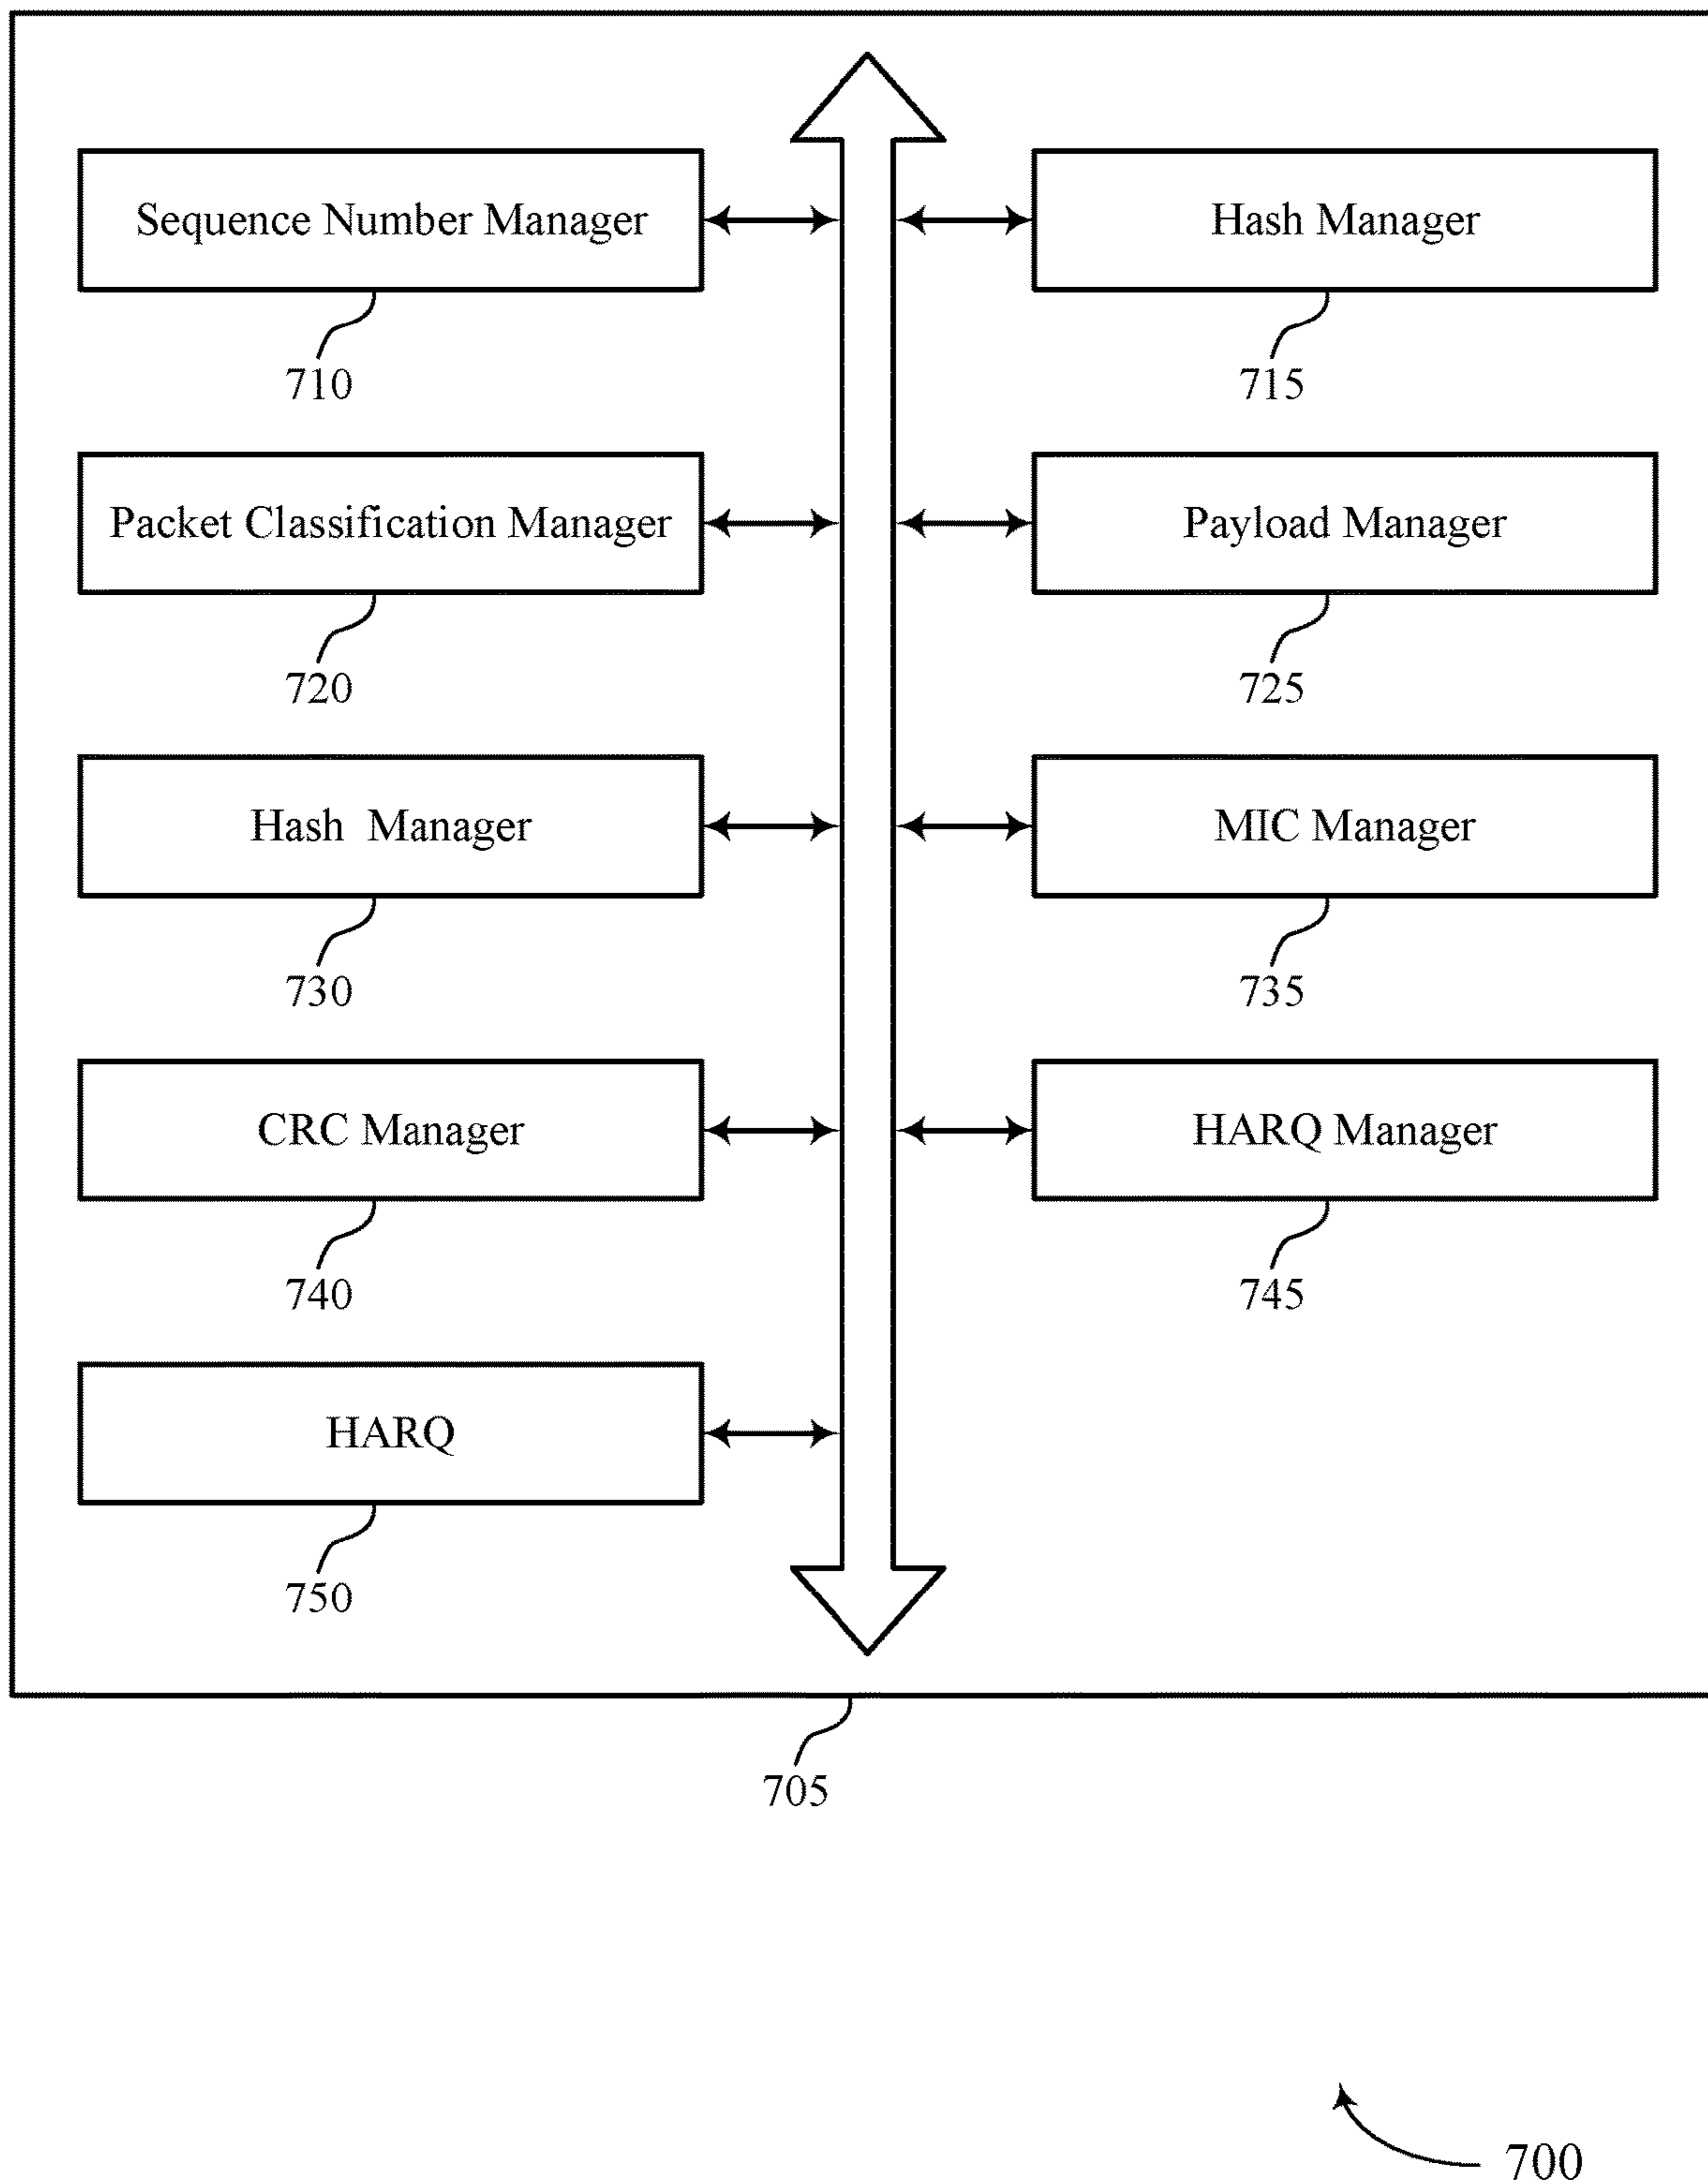 Sequence Number Manager
Hash Manager
710
715
Packet Classification Manager
Payload Manager
720
725
Hash  Manager
MIC Manager
730
735
CRC Manager
HARQ Manager
740
745
HARQ
750
705
700